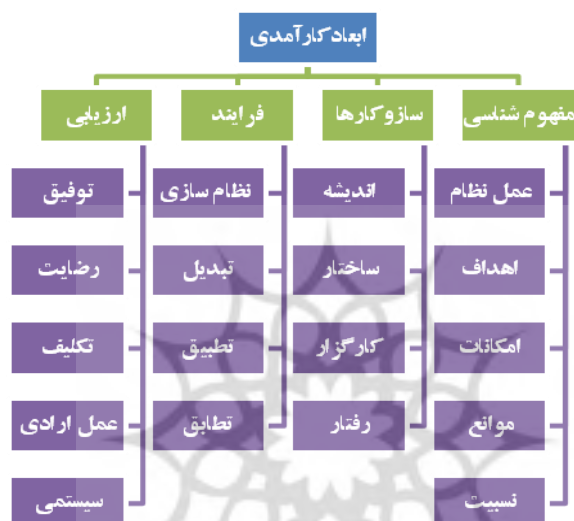 ابعاد کارآمدی
مفهوم شناسی
سازوکارها
فرایند
ارزیابی
عمل نظام
اندیشه
نظام سازی
توفیق
اهداف
ساختار
تبدیل
رضایت
امکانات
کارگزار
تطبیق
تکلیف
موانع
رفتار
تطابق
عمل ارادی
نسبیت
سیستمی